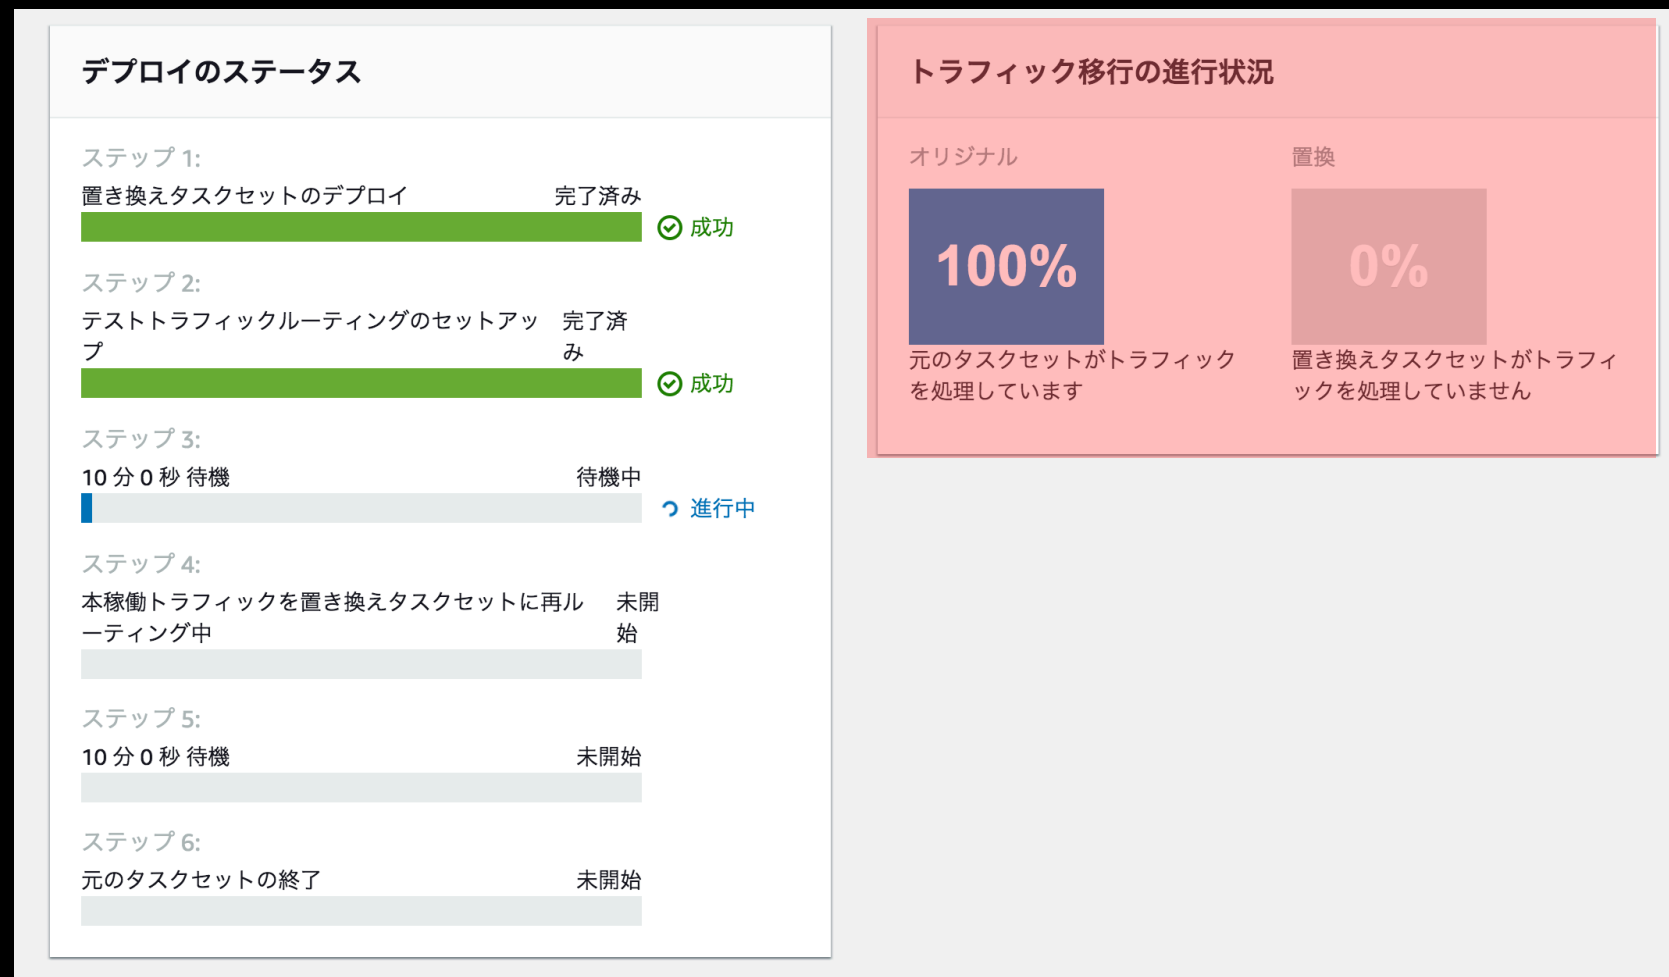 デプロイのステータス
ステップ 1:
置き換えタスクセットのデプロイ 完了済み
成功
ステップ 2:
テストトラフィックルーティングのセットアッ 完了済
プ み
成功
ステップ 3:
10 分 0 秒 待機 待機中
進行中
ステップ 4:
本稼働トラフィックを置き換えタスクセットに再ル 未開
ーティング中 始
ステップ 5:
10 分 0 秒 待機 未開始
ステップ 6:
元のタスクセットの終了 未開始
トラフィック移行の進行状況
オリジナル 置換
100% 0%
元のタスクセットがトラフィック 置き換えタスクセットがトラフィ
を処理しています ックを処理していません